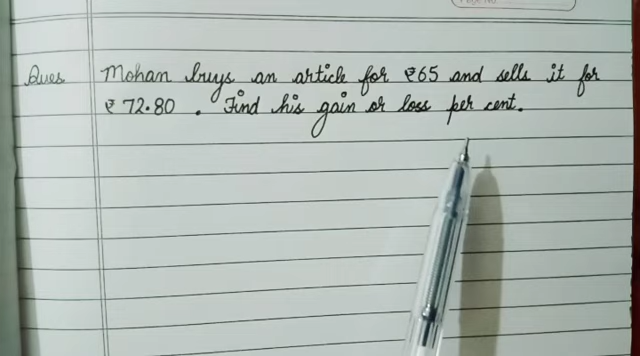 Ques Mohan buys an article for ₹65 and sells it for
₹72.80. Find his gain or loss per cent.